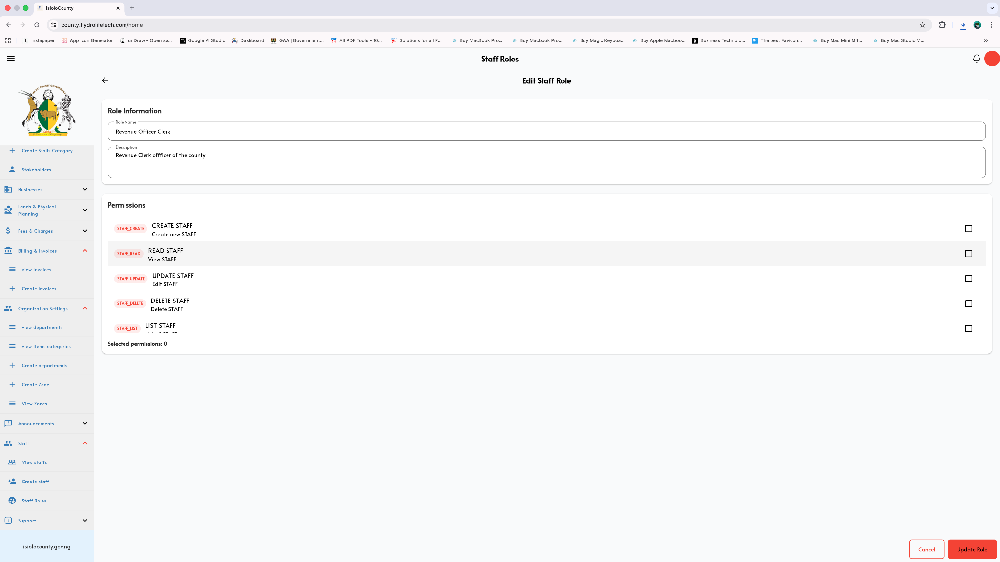 IsioloCounty
county.hydrolifetech.com/home
Instapaper
App Icon Generator
unDraw - Open so...
Google AI Studio
Dashboard
GAA | Government...
All PDF Tools - 10...
Solutions for all P...
Buy MacBook Pro...
Buy Macbook Pro...
Buy Magic Keyboa...
Buy Apple Macboo...
Business Technolo...
The best Favicon...
Buy Mac Mini M4...
Buy Mac Studio M...
Staff Roles
Edit Staff Role
ISIOLO COUNTY GOVERNMENT
Create Stalls Category
Stakeholders
Businesses
Lands & Physical
Planning
Fees & Charges
Billing & Invoices
view Invoices
Create Invoices
Organization Settings
view departments
view Items categories
Create departments
Create Zone
View Zones
Announcements
Staff
View staffs
Create staff
Staff Roles
Support
isiolocounty.gov.ng
Role Information
Role Name
Revenue Officer Clerk
Description
Revenue Clerk offficer of the county
Permissions
STAFF_CREATE
CREATE STAFF
Create new STAFF
STAFF_READ
READ STAFF
View STAFF
STAFF_UPDATE
UPDATE STAFF
Edit STAFF
STAFF_DELETE
DELETE STAFF
Delete STAFF
STAFF_LIST
LIST STAFF
Selected permissions: 0
Cancel
Update Role